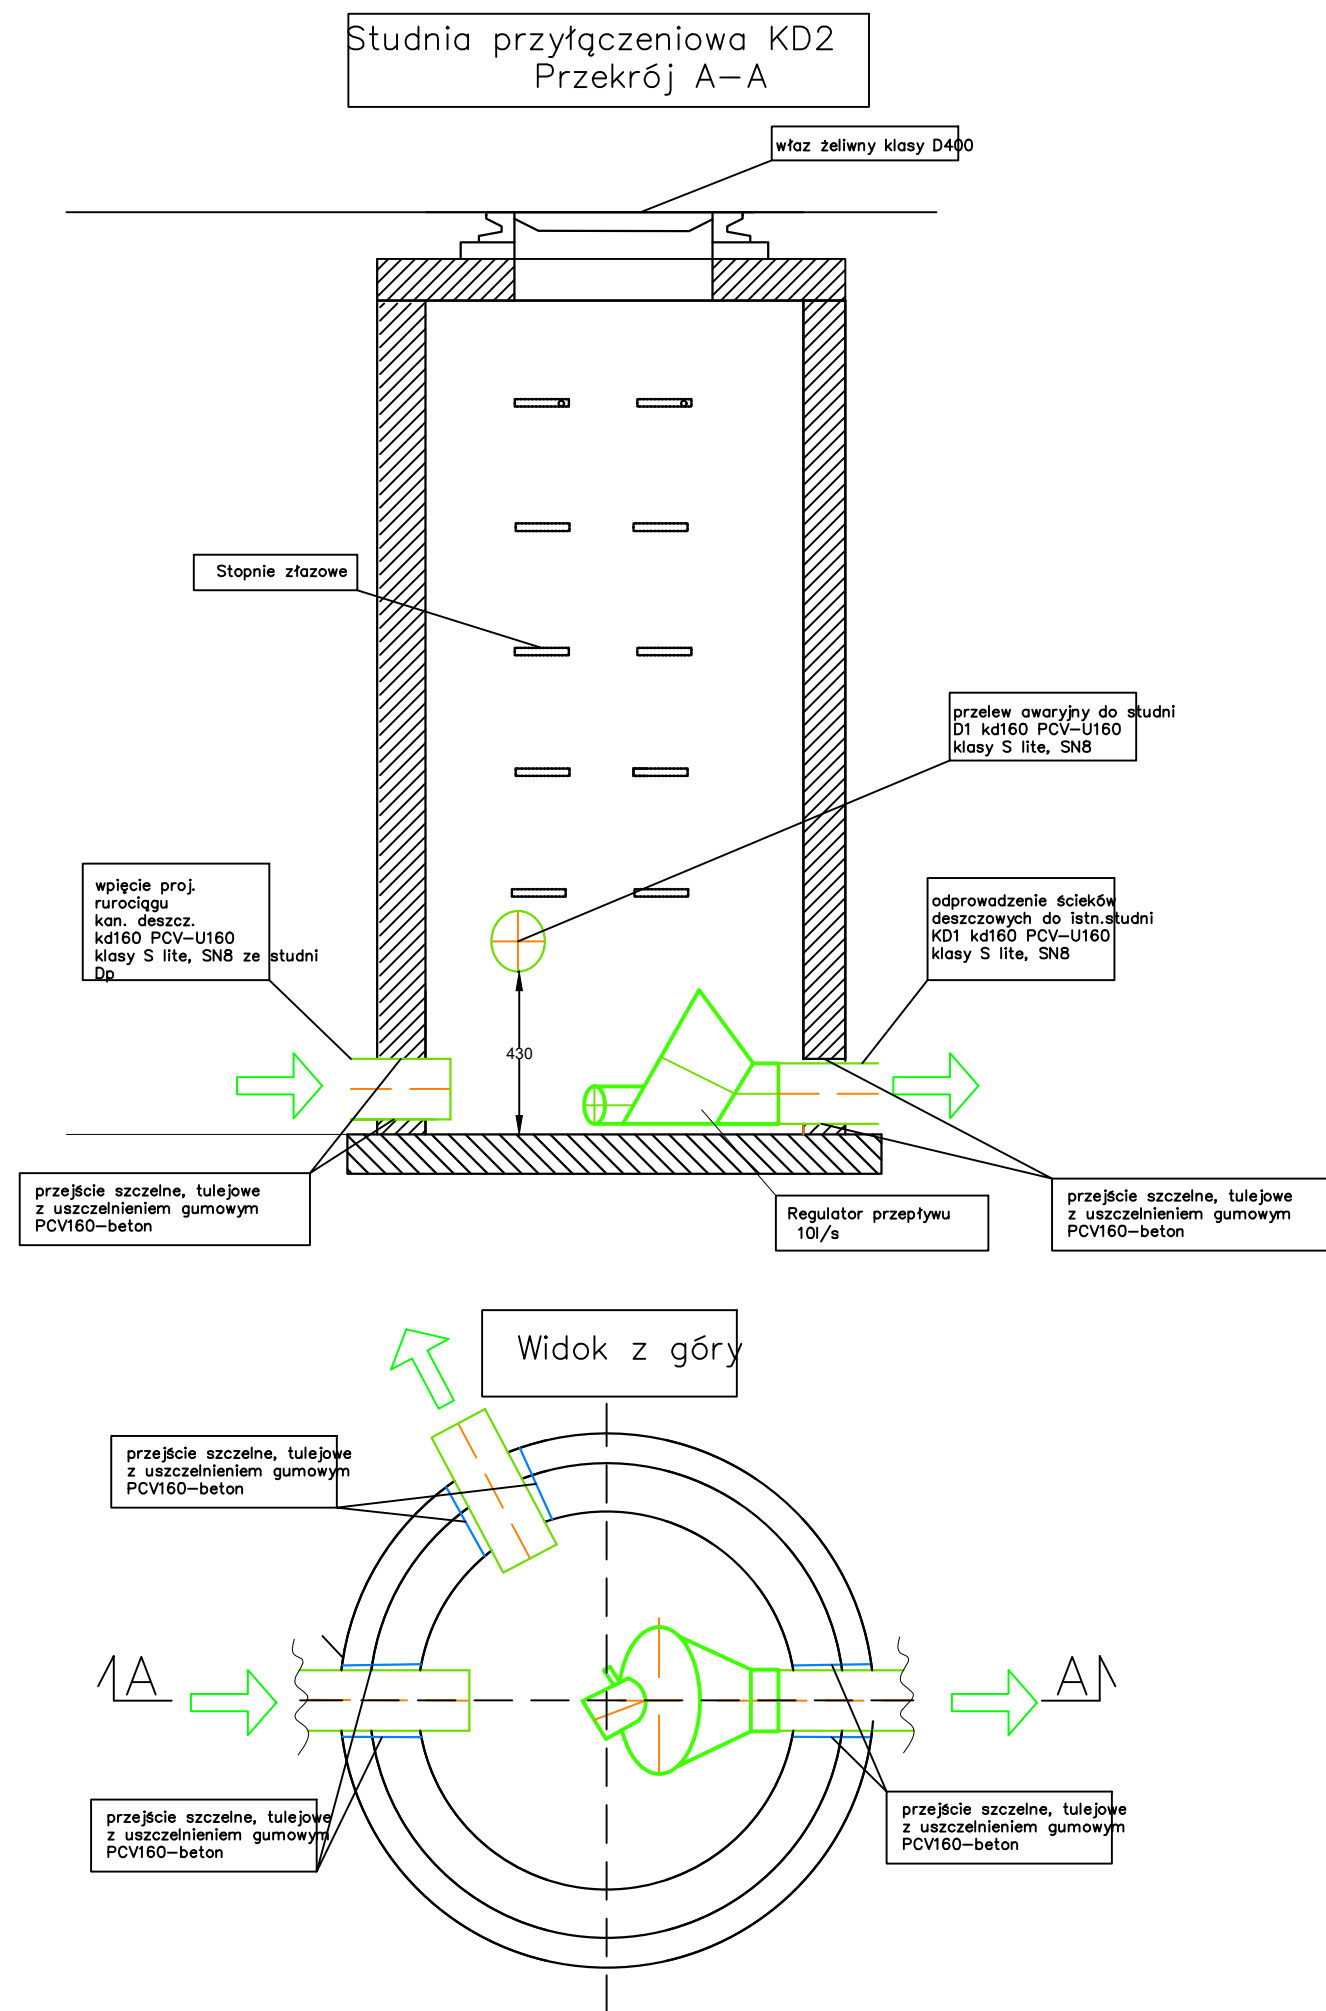 Studnia przyłączeniowa KD2
Przekrój A-A
właz żeliwny klasy D400
Stopnie złazowe
przelew awaryjny do studni
D1 kd160 PCV-U160
klasy S lite, SN8
wpięcie proj.
rurociągu
kan. deszcz.
kd160 PCV-U160
klasy S lite, SN8 ze studni
Dp
odprowadzenie ścieków
deszczowych do istn.studni
KD1 kd160 PCV-U160
klasy S lite, SN8
430
przejście szczelne, tulejowe
z uszczelnieniem gumowym
PCV160-beton
Regulator przepływu
10l/s
przejście szczelne, tulejowe
z uszczelnieniem gumowym
PCV160-beton
Widok z góry
przejście szczelne, tulejowe
z uszczelnieniem gumowym
PCV160-beton
A
A
przejście szczelne, tulejowe
z uszczelnieniem gumowym
PCV160-beton
przejście szczelne, tulejowe
z uszczelnieniem gumowym
PCV160-beton